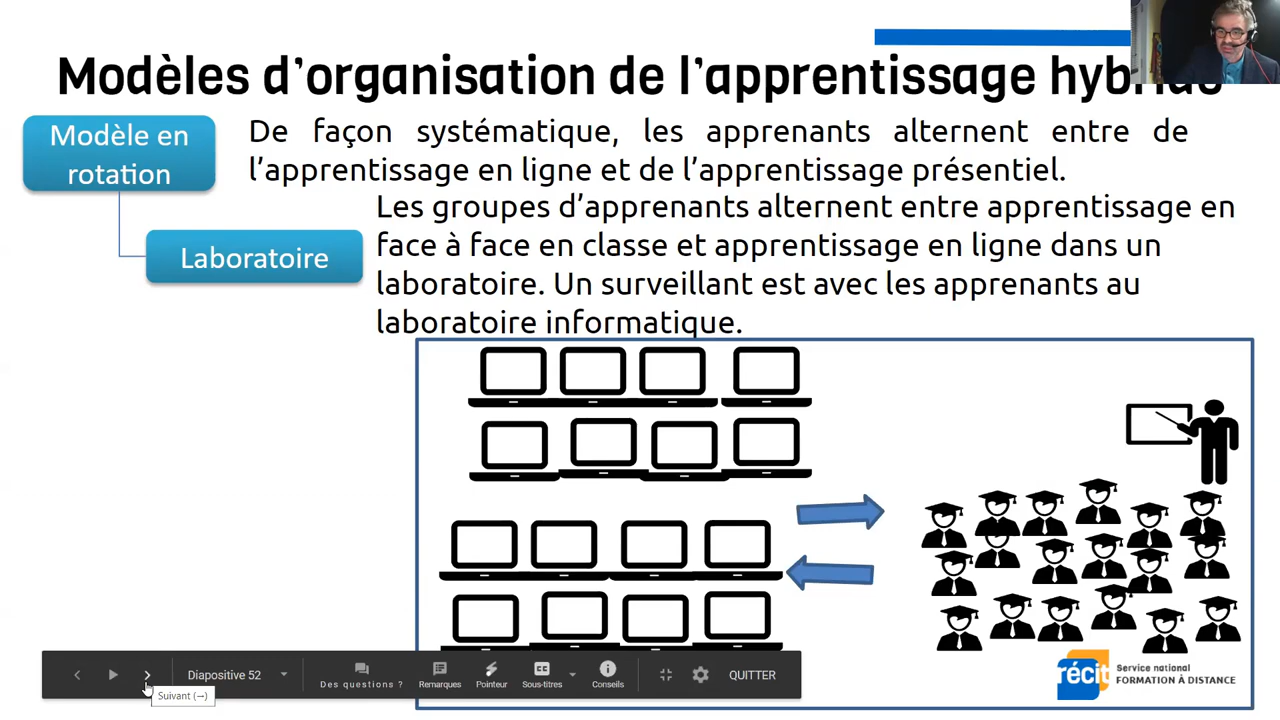 Modèles d'organisation de l'apprentissage hybride
Modèle en
rotation
De façon systématique, les apprenants alternent entre de
l'apprentissage en ligne et de l'apprentissage présentiel.
Laboratoire
Les groupes d'apprenants alternent entre apprentissage en
face à face en classe et apprentissage en ligne dans un
laboratoire. Un surveillant est avec les apprenants au
laboratoire informatique.
Diapositive 52
Des questions ?
Remarques
Pointeur
Sous-titres
Conseils
QUITTER
Suivant (→)
récit
Service national
FORMATION À DISTANCE